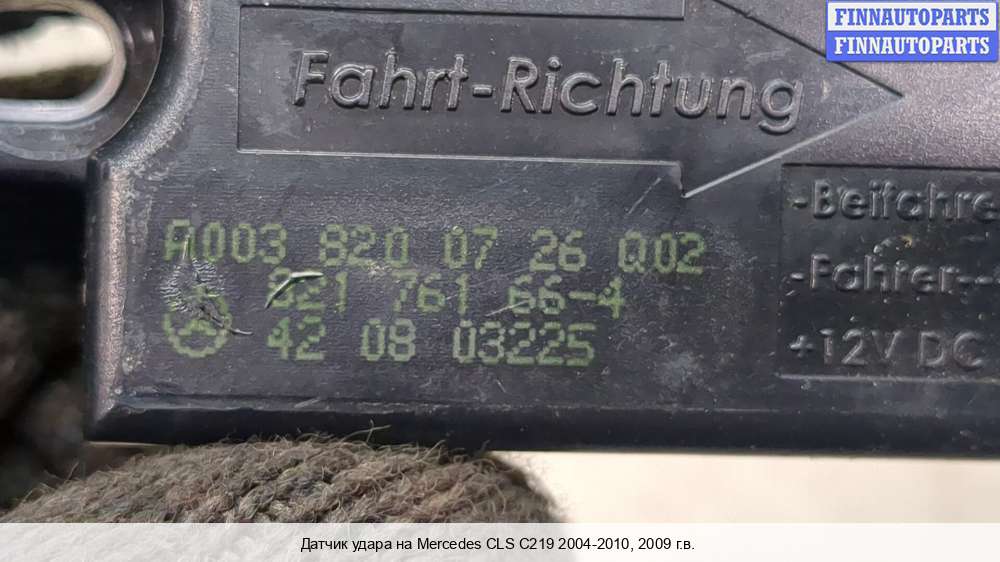 FINNAUTOPARTS
FINNAUTOPARTS
Fahrt-Richtung
-Beifahre
-Fahrer--
+12V DC
A003 820 07 26 Q02
821 761 66-4
42 08 03225
Датчик удара на Mercedes CLS C219 2004-2010, 2009 г.в.